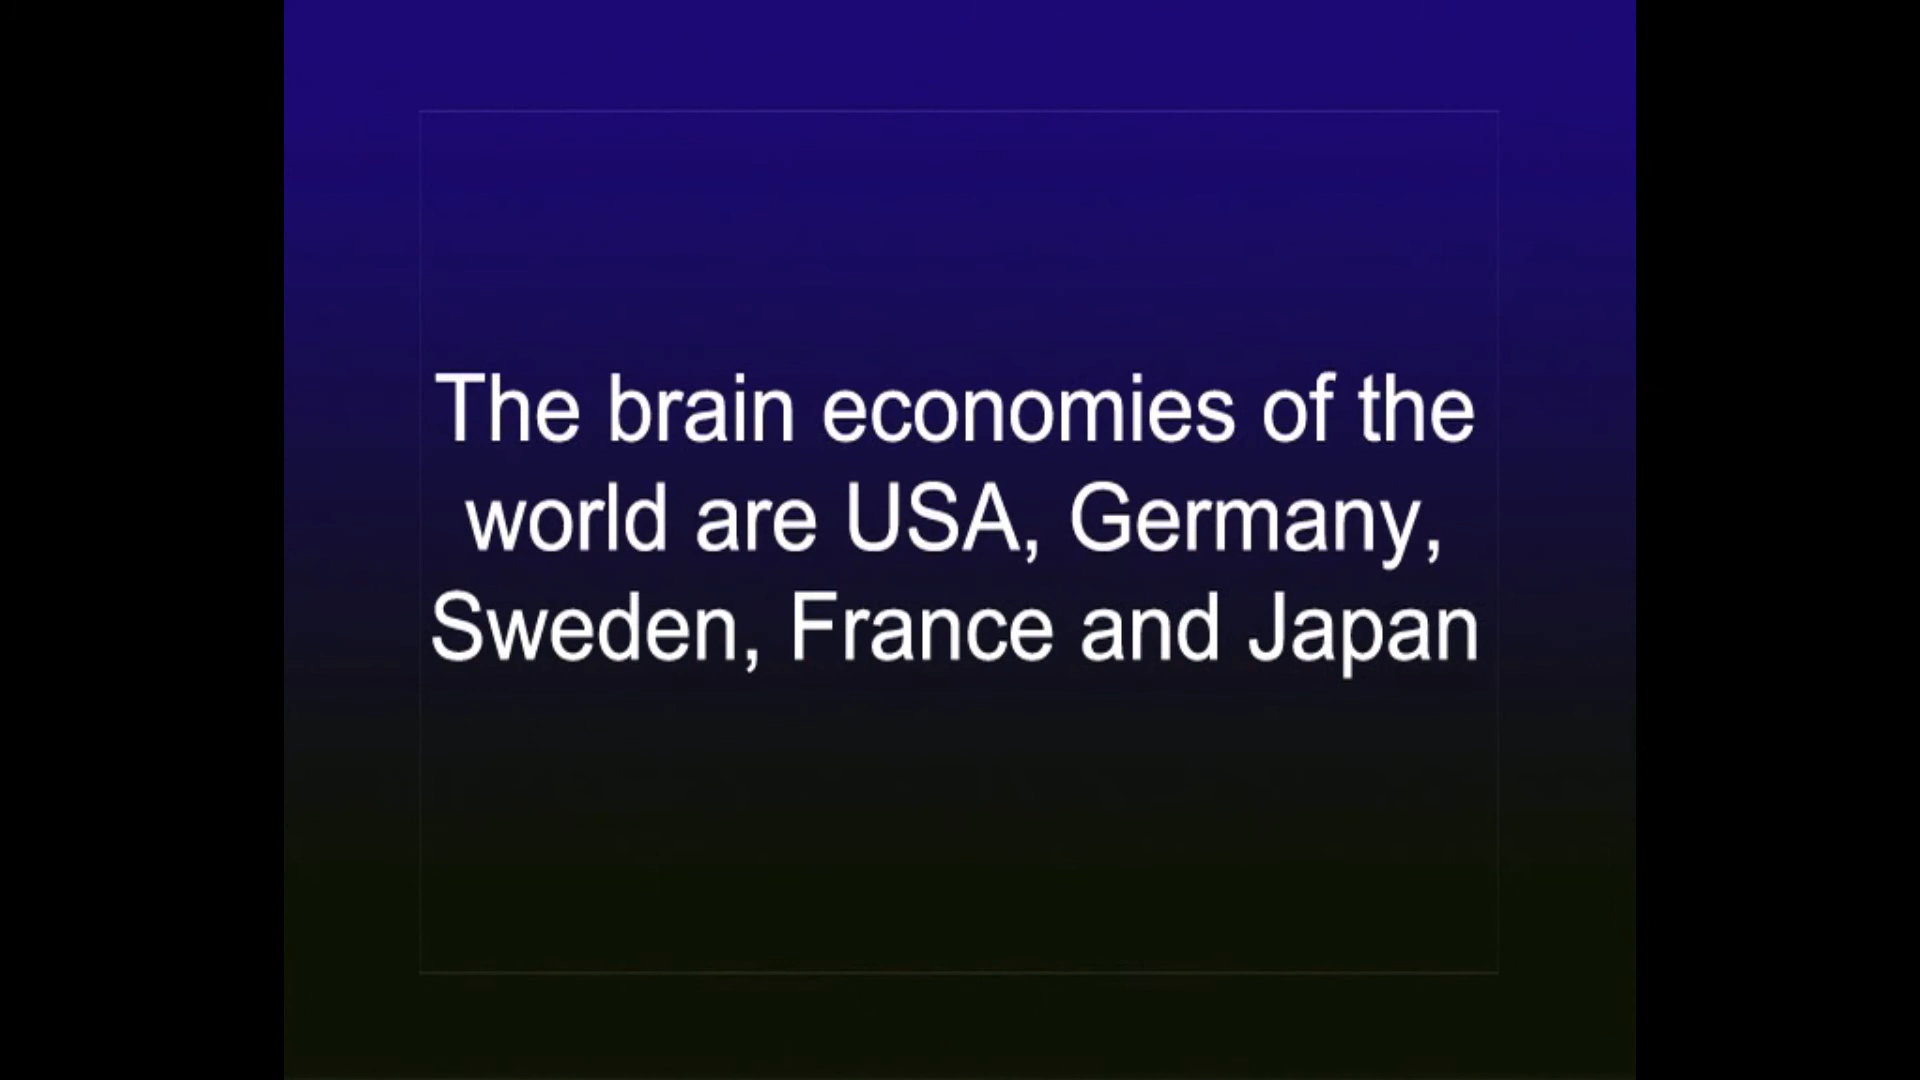 The brain economies of the
world are USA, Germany,
Sweden, France and Japan